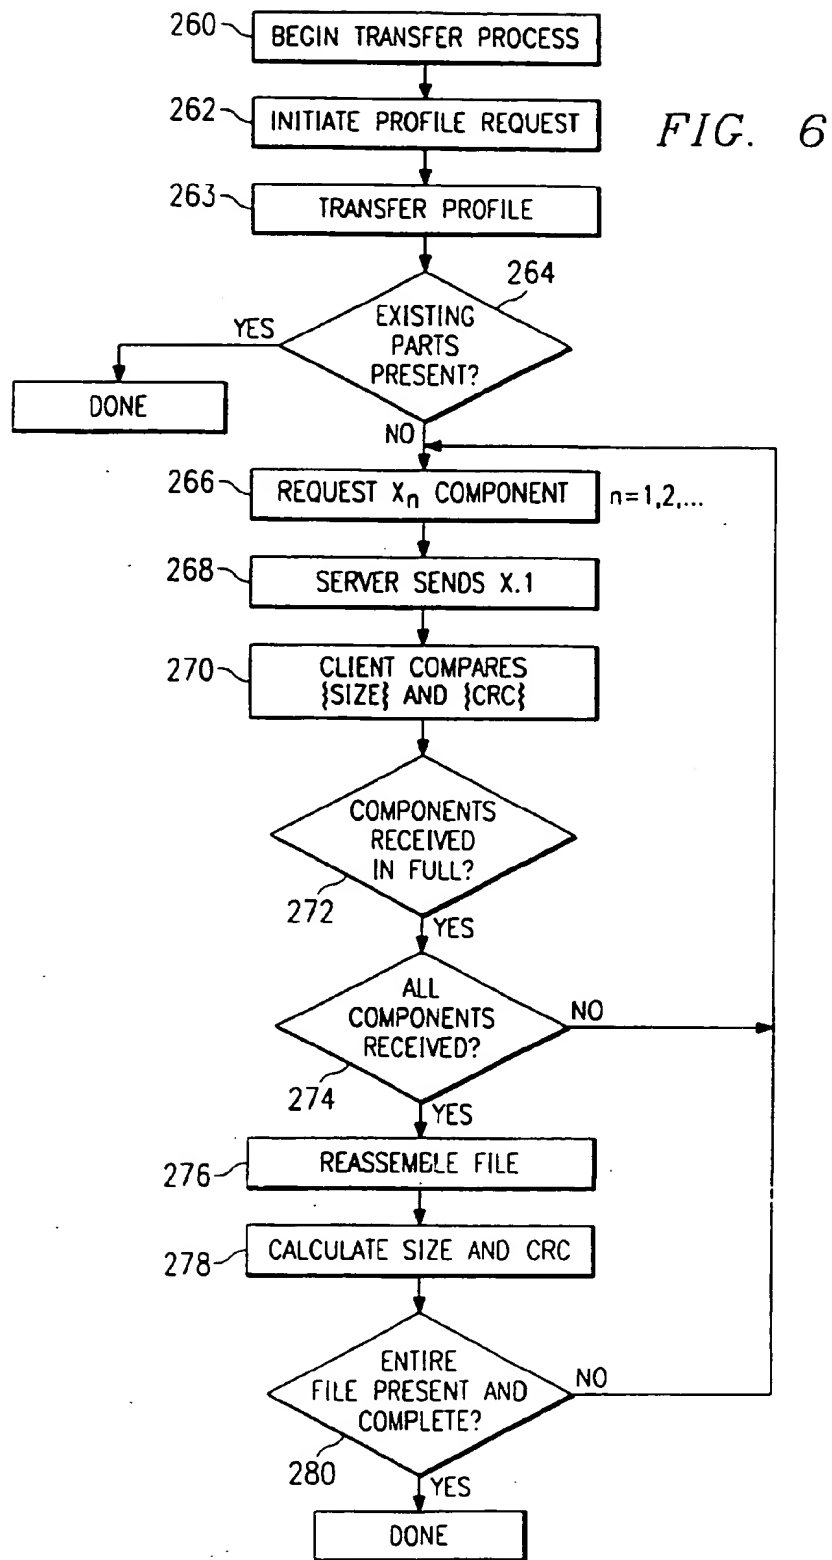 260 BEGIN TRANSFER PROCESS
262 INITIATE PROFILE REQUEST
FIG. 6
263 TRANSFER PROFILE
264
EXISTING
PARTS
PRESENT?
YES
DONE
NO
266 REQUEST Xn COMPONENT n=1,2,...
268 SERVER SENDS X.1
270 CLIENT COMPARES
{SIZE} AND {CRC}
COMPONENTS
RECEIVED
IN FULL?
272
YES
ALL
COMPONENTS
RECEIVED?
NO
274
YES
276 REASSEMBLE FILE
278 CALCULATE SIZE AND CRC
ENTIRE
FILE PRESENT AND
COMPLETE?
NO
280
YES
DONE